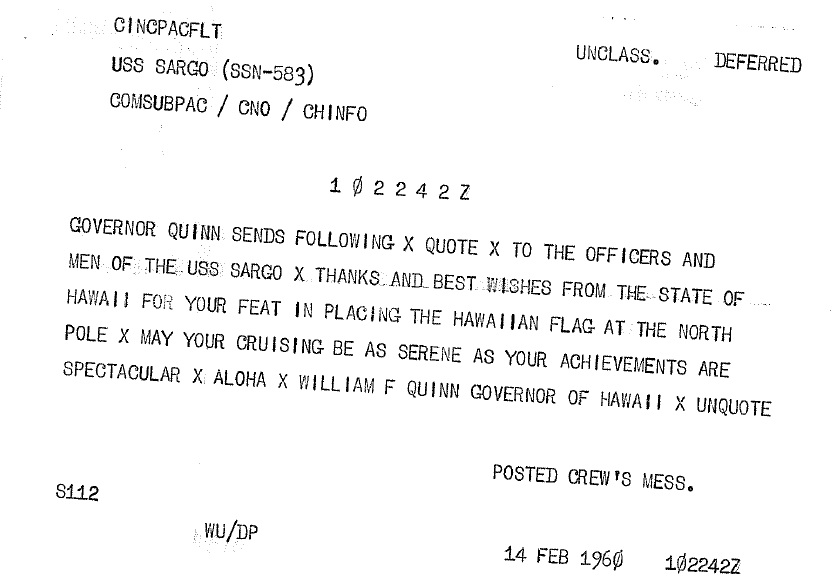 CINCPACFLT
UNCLASS. DEFERRED
USS SARGO (SSN-583)
COMSUBPAC / CNO / CHINFO
1Ø2242Z
GOVERNOR QUINN SENDS FOLLOWING X QUOTE X TO THE OFFICERS AND
MEN OF THE USS SARGO X THANKS AND BEST WISHES FROM THE STATE OF
HAWAII FOR YOUR FEAT IN PLACING THE HAWAIIAN FLAG AT THE NORTH
POLE X MAY YOUR CRUISING BE AS SERENE AS YOUR ACHIEVEMENTS ARE
SPECTACULAR X ALOHA X WILLIAM F QUINN GOVERNOR OF HAWAII X UNQUOTE
POSTED CREW'S MESS.
S112
WU/DP
14 FEB 196Ø 1Ø2242Z